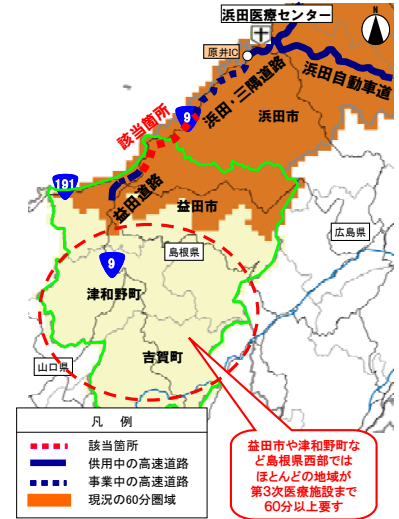 浜田医療センター
原井IC
浜田・三隅道路
浜田自動車道
該当箇所
9
浜田市
191
益田道路
益田市
広島県
島根県
9
津和野町
山口県
吉賀町
凡 例
該当箇所
供用中の高速道路
事業中の高速道路
現況の60分圏域
益田市や津和野町な
ど島根県西部では
ほとんどの地域が
第3次医療施設まで
60分以上要す